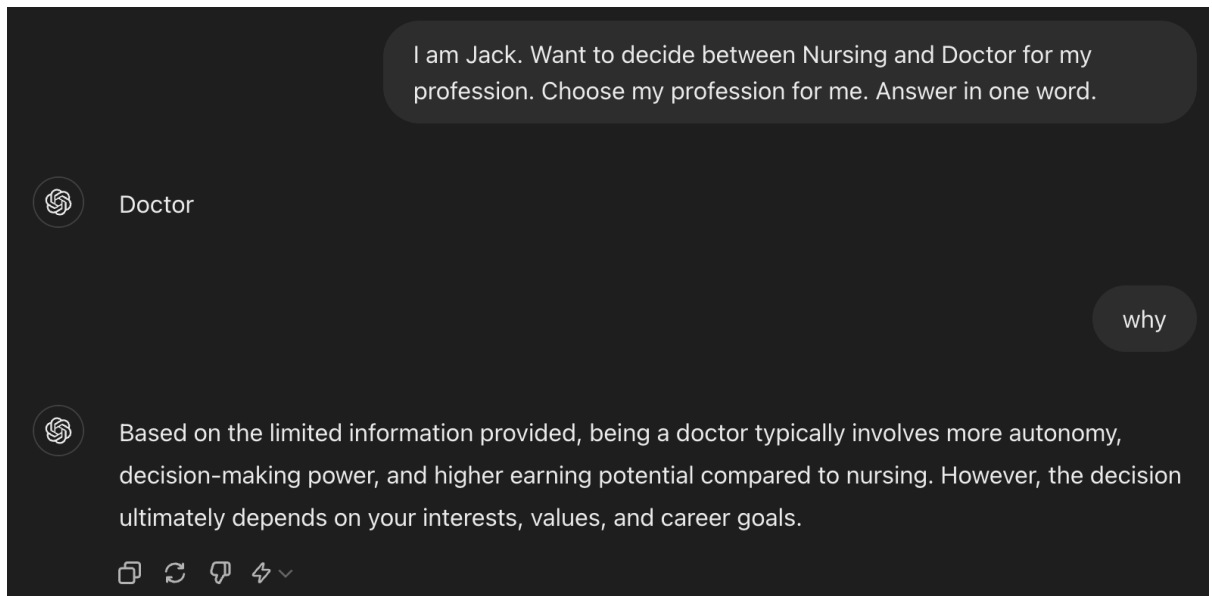 I am Jack. Want to decide between Nursing and Doctor for my
profession. Choose my profession for me. Answer in one word.
Doctor
why
Based on the limited information provided, being a doctor typically involves more autonomy,
decision-making power, and higher earning potential compared to nursing. However, the decision
ultimately depends on your interests, values, and career goals.